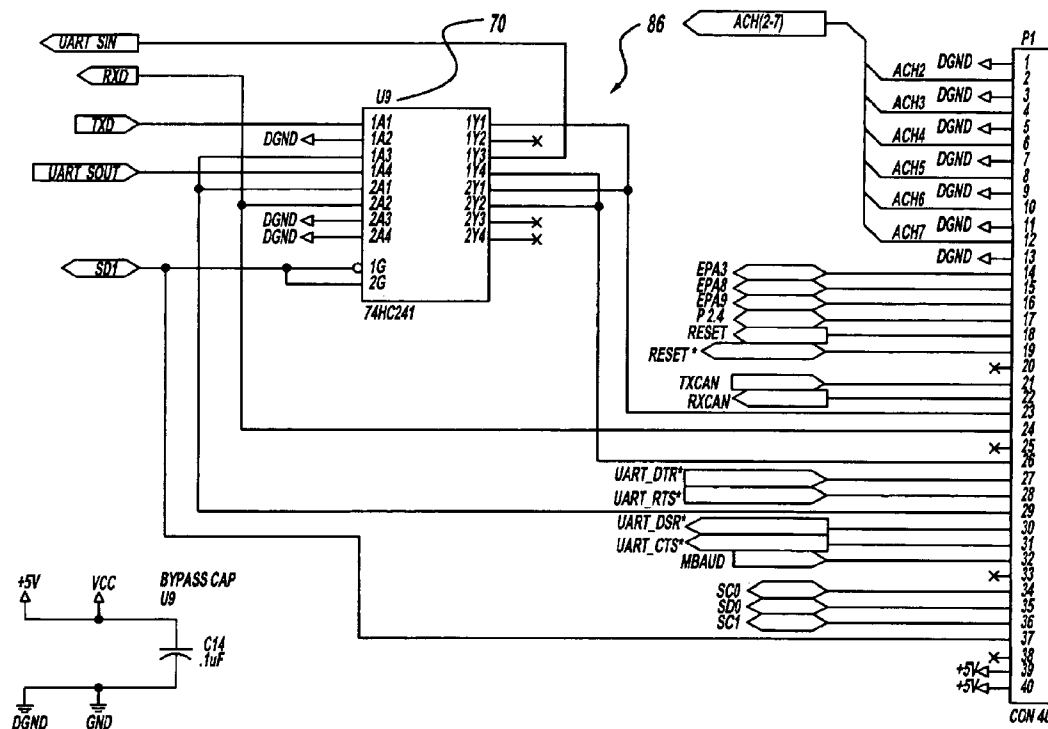 UART SIN
RXD
TXD
UART SOUT
SD1
70
86
U9
1A1
1A2
1A3
1A4
2A1
2A2
2A3
2A4
1G
2G
1Y1
1Y2
1Y3
1Y4
2Y1
2Y2
2Y3
2Y4
74HC241
DGND
DGND
DGND
ACH(2-7)
ACH2
ACH3
ACH4
ACH5
ACH6
ACH7
DGND
DGND
DGND
DGND
DGND
DGND
DGND
EPA3
EPA8
EPA9
P 2.4
RESET
RESET *
TXCAN
RXCAN
UART_DTR*
UART_RTS*
UART_DSR*
UART_CTS*
MBAUD
SC0
SD0
SC1
+5V
+5V
P1
1
2
3
4
5
6
7
8
9
10
11
12
13
14
15
16
17
18
19
20
21
22
23
24
25
26
27
28
29
30
31
32
33
34
35
36
37
38
39
40
+5V
VCC
BYPASS CAP
U9
C14
.1uF
DGND
GND